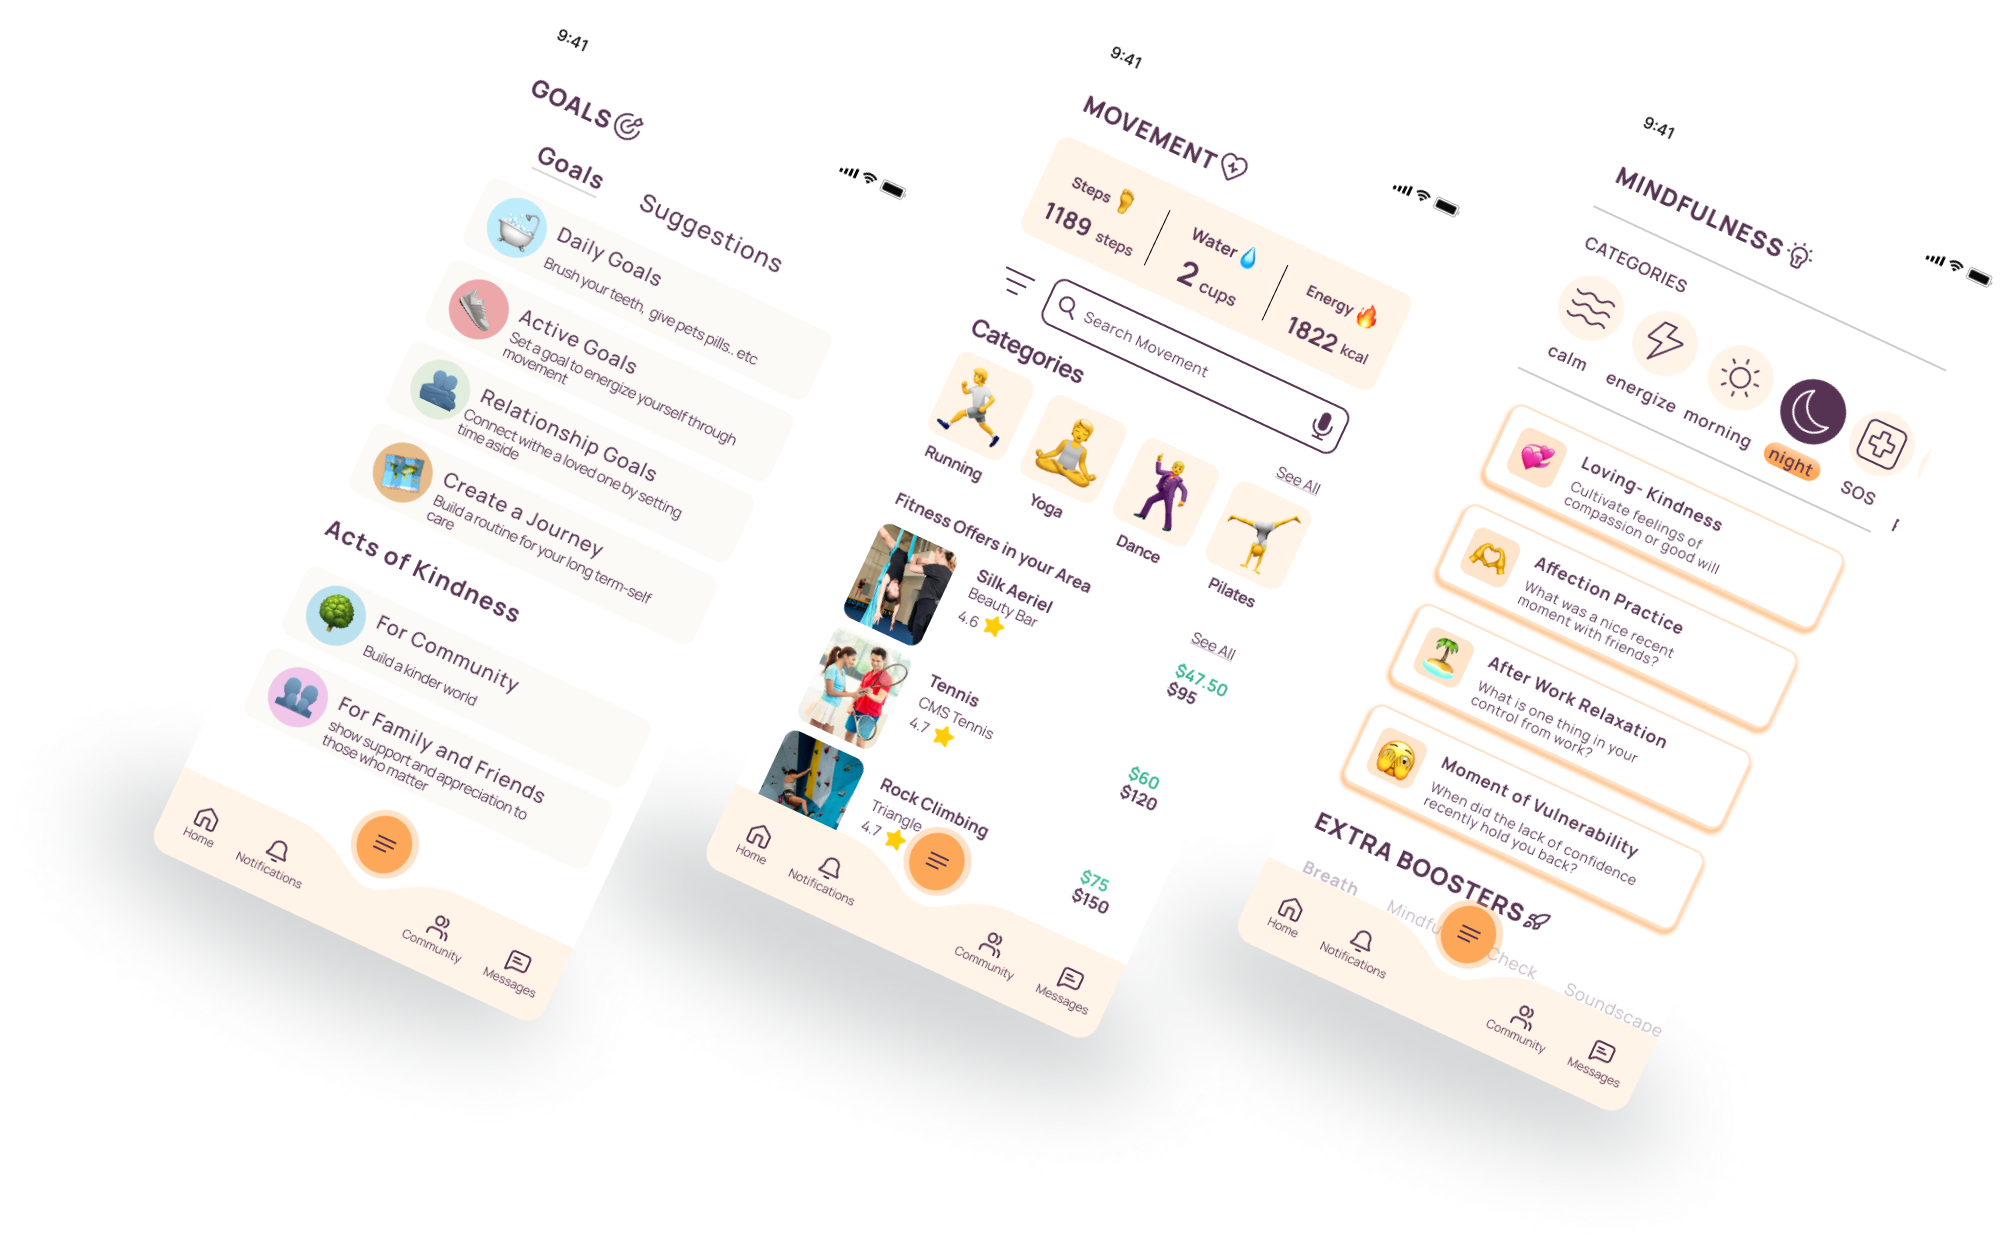 9:41
GOALS
Goals
Suggestions
Daily Goals
Brush your teeth, give pets pills.. etc
Active Goals
Set a goal to energize yourself through
movement
Relationship Goals
Connect withe a loved one by setting
time aside
Create a Journey
Build a routine for your long term-self
care
Acts of Kindness
For Community
Build a kinder world
For Family and Friends
show support and appreciation to
those who matter
Home
Notifications
Community
Messages
9:41
MOVEMENT
Steps
1189 steps
Water
2 cups
Energy
1822 kcal
Search Movement
Categories
See All
Running
Yoga
Dance
Pilates
Fitness Offers in your Area
See All
Silk Aeriel
Beauty Bar
4.6
$47.50
$95
Tennis
CMS Tennis
4.7
$60
$120
Rock Climbing
Triangle
4.7
$75
$150
Home
Notifications
Community
Messages
9:41
MINDFULNESS
CATEGORIES
calm
energize
morning
night
SOS
Loving- Kindness
Cultivate feelings of
compassion or good will
Affection Practice
What was a nice recent
moment with friends?
After Work Relaxation
What is one thing in your
control from work?
Moment of Vulnerability
When did the lack of confidence
recently hold you back?
EXTRA BOOSTERS
Breath
Mindfu
Check
Soundscape
Home
Notifications
Community
Messages